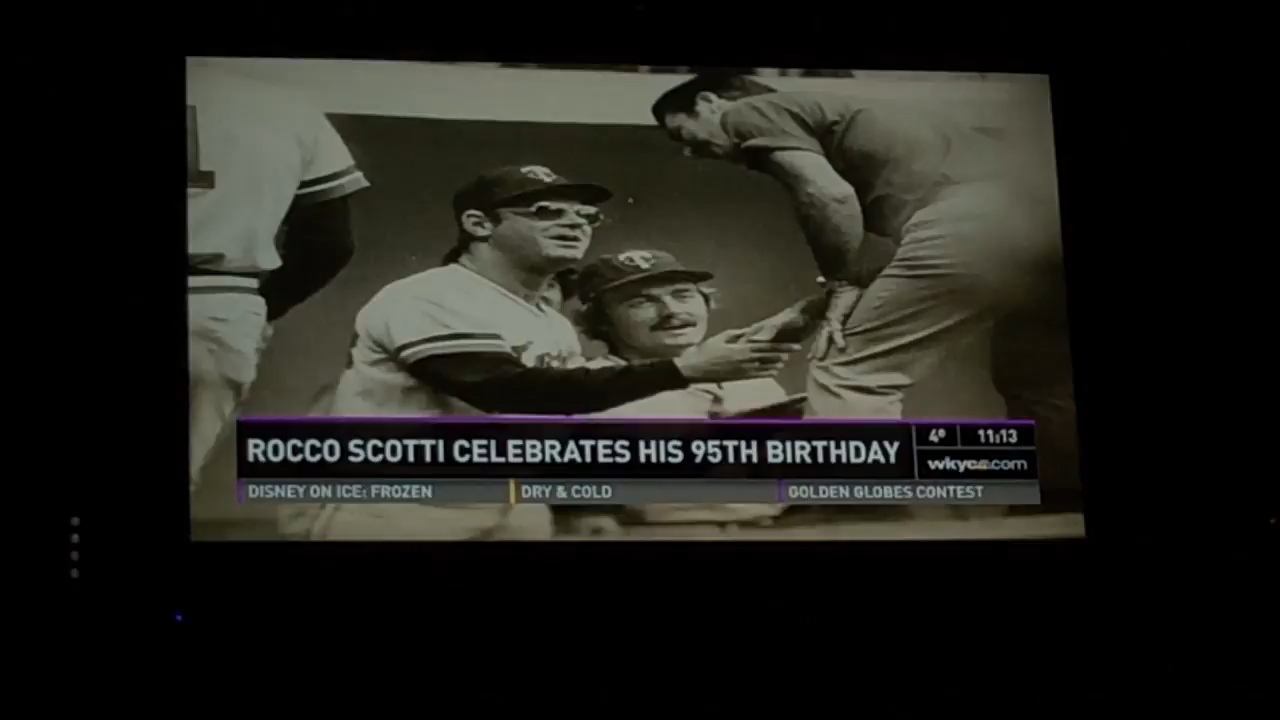 1
T
T
ROCCO SCOTTI CELEBRATES HIS 95TH BIRTHDAY
4° 11:13
wkyc.com
DISNEY ON ICE: FROZEN
DRY & COLD
GOLDEN GLOBES CONTEST